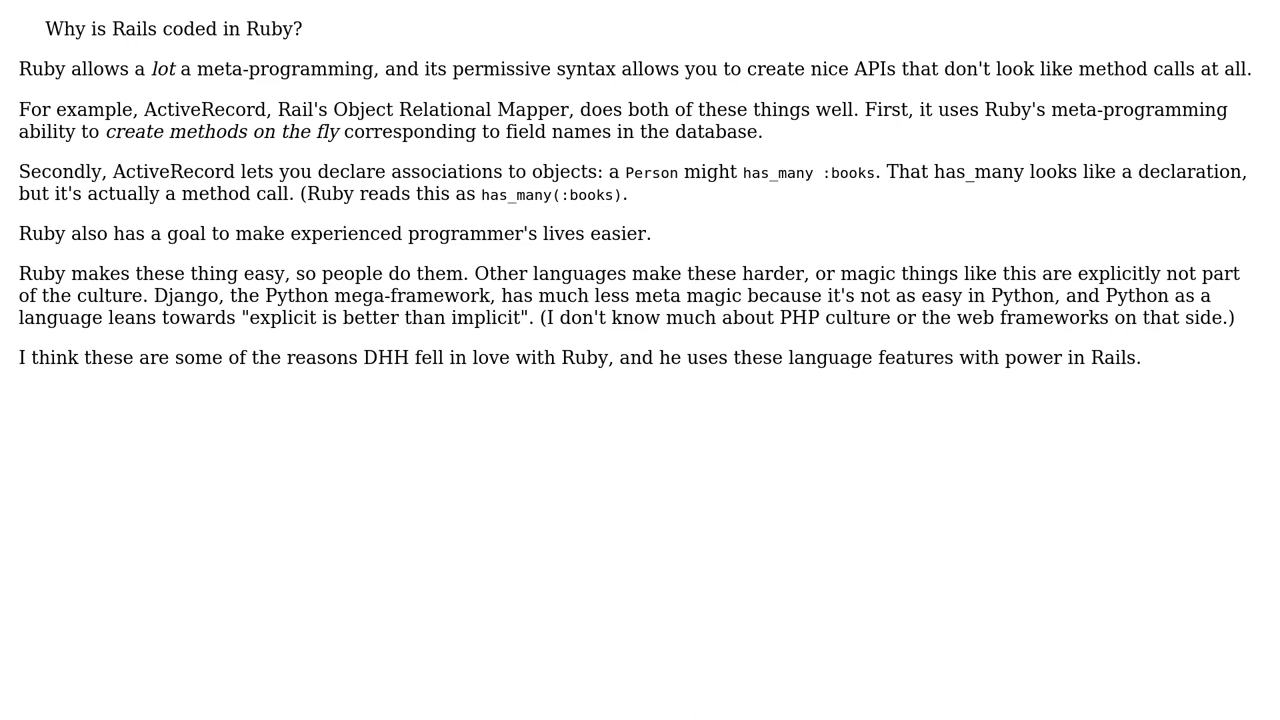 Why is Rails coded in Ruby?
Ruby allows a lot a meta-programming, and its permissive syntax allows you to create nice APIs that don't look like method calls at all.
For example, ActiveRecord, Rail's Object Relational Mapper, does both of these things well. First, it uses Ruby's meta-programming
ability to create methods on the fly corresponding to field names in the database.
Secondly, ActiveRecord lets you declare associations to objects: a Person might has_many :books. That has_many looks like a declaration,
but it's actually a method call. (Ruby reads this as has_many(:books).
Ruby also has a goal to make experienced programmer's lives easier.
Ruby makes these thing easy, so people do them. Other languages make these harder, or magic things like this are explicitly not part
of the culture. Django, the Python mega-framework, has much less meta magic because it's not as easy in Python, and Python as a
language leans towards "explicit is better than implicit". (I don't know much about PHP culture or the web frameworks on that side.)
I think these are some of the reasons DHH fell in love with Ruby, and he uses these language features with power in Rails.